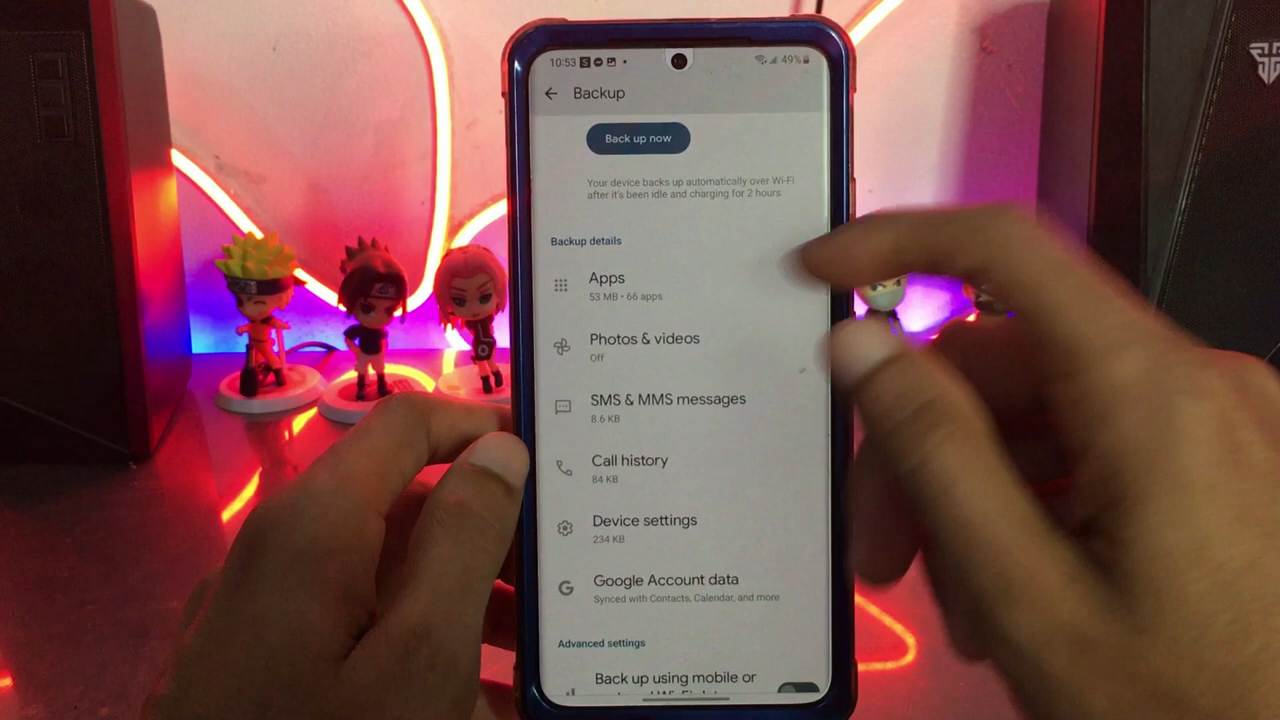 10:53
49%
Backup
Back up now
Your device backs up automatically over Wi-Fi
after it's been idle and charging for 2 hours
Backup details
Apps
53 MB • 66 apps
Photos & videos
Off
SMS & MMS messages
8.6 KB
Call history
84 KB
Device settings
234 KB
G
Google Account data
Synced with Contacts, Calendar, and more
Advanced settings
Back up using mobile or